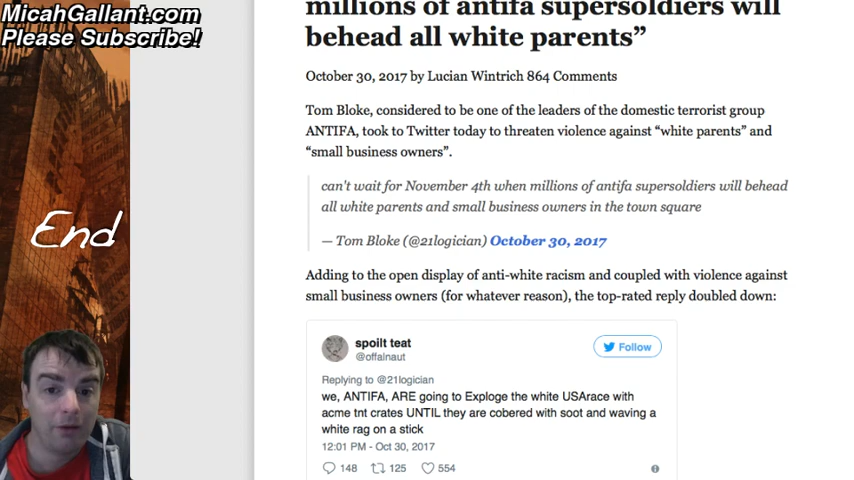 MicahGallant.com
Please Subscribe!
End
millions of antifa supersoldiers will
behead all white parents”
October 30, 2017 by Lucian Wintrich 864 Comments
Tom Bloke, considered to be one of the leaders of the domestic terrorist group
ANTIFA, took to Twitter today to threaten violence against “white parents” and
“small business owners”.
can't wait for November 4th when millions of antifa supersoldiers will behead
all white parents and small business owners in the town square
— Tom Bloke (@21logician) October 30, 2017
Adding to the open display of anti-white racism and coupled with violence against
small business owners (for whatever reason), the top-rated reply doubled down:
spoilt teat
@offalnaut
Follow
Replying to @21logician
we, ANTIFA, ARE going to Exploge the white USArace with
acme tnt crates UNTIL they are cobered with soot and waving a
white rag on a stick
12:01 PM - Oct 30, 2017
148 125 554